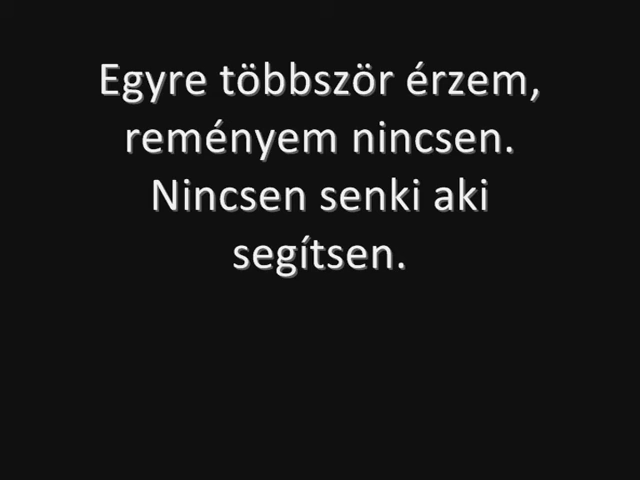 Egyre többször érzem,
reményem nincsen.
Nincsen senki aki
segítsen.